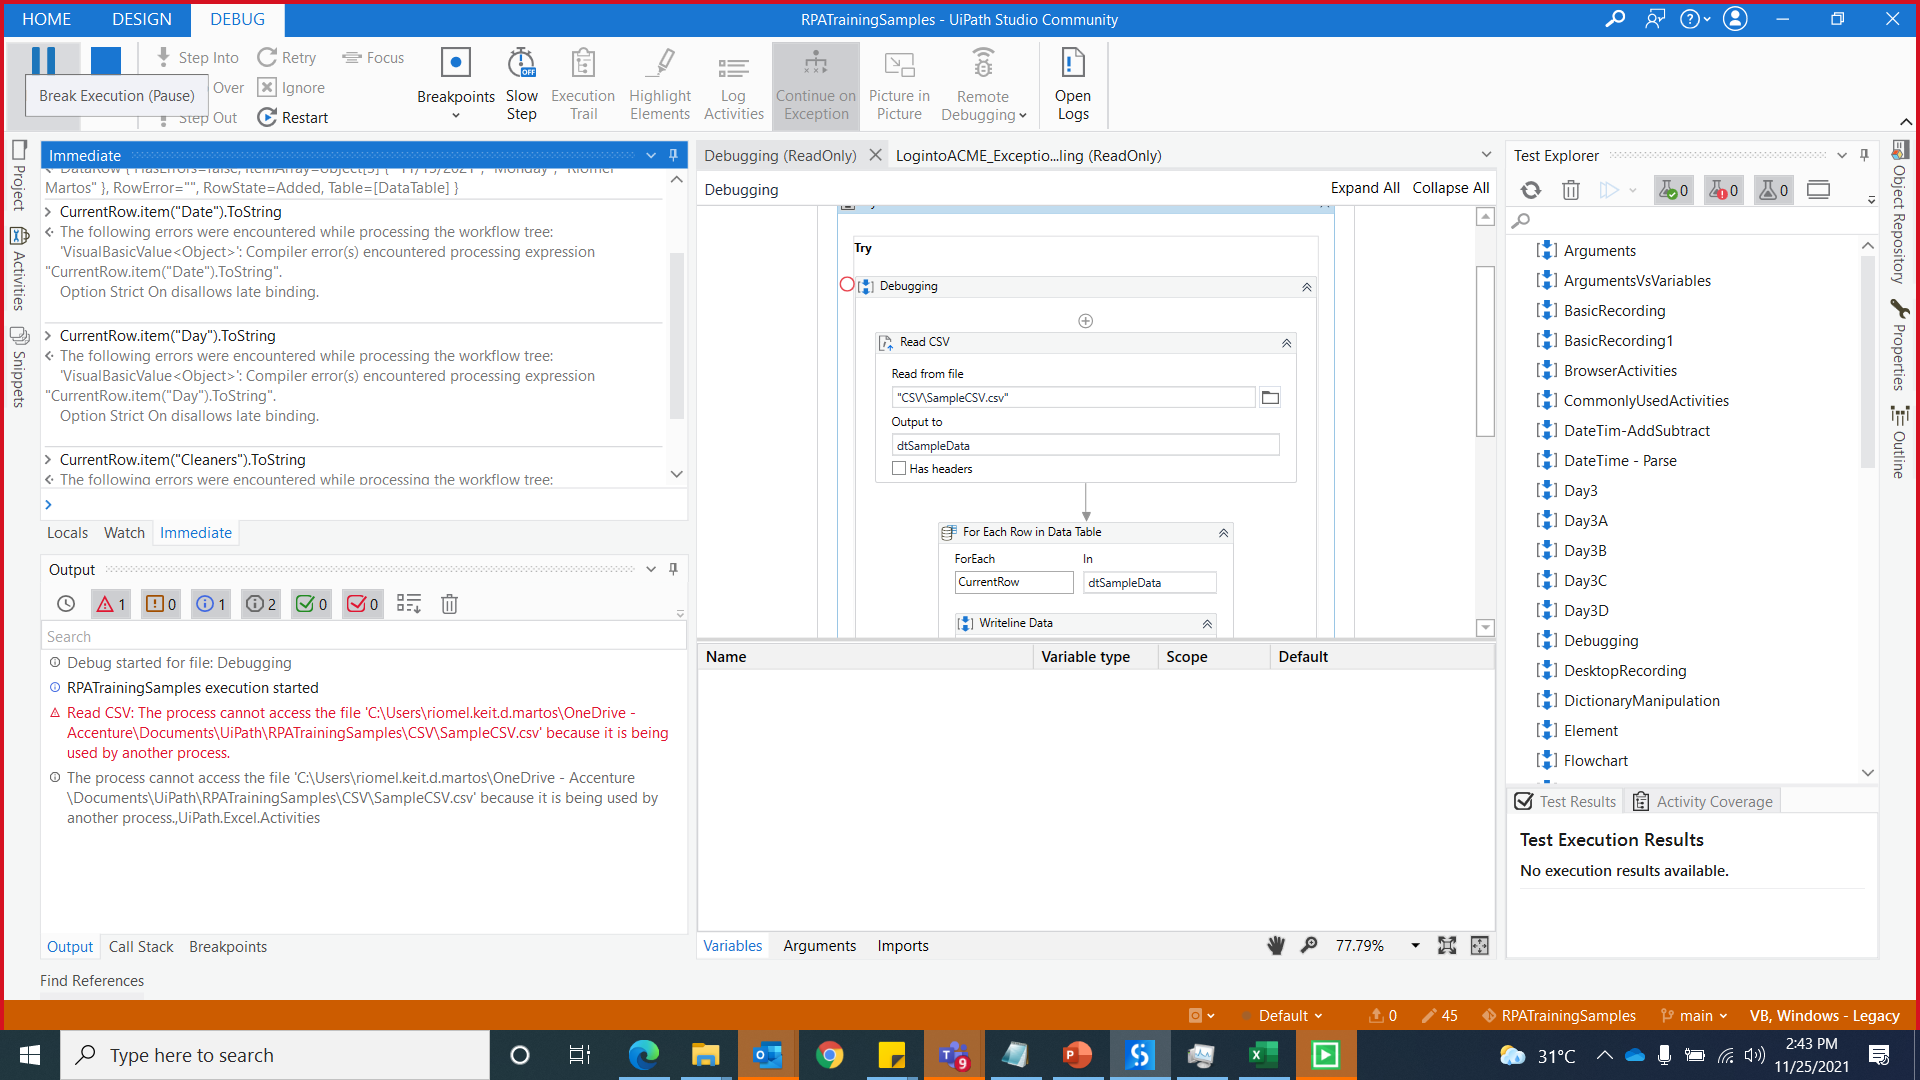 HOME DESIGN DEBUG
RPATrainingSamples - UiPath Studio Community
Break Execution (Pause)
Step Into
Over
Step Out
Retry
Ignore
Restart
Focus
Breakpoints
Slow Step
Execution Trail
Highlight Elements
Log Activities
Continue on Exception
Picture in Picture
Remote Debugging
Open Logs
Project
Activities
Snippets
Immediate
Martos" }, RowError="", RowState=Added, Table=[DataTable] }
CurrentRow.item("Date").ToString
The following errors were encountered while processing the workflow tree:
'VisualBasicValue<Object>': Compiler error(s) encountered processing expression
"CurrentRow.item("Date").ToString".
Option Strict On disallows late binding.
CurrentRow.item("Day").ToString
The following errors were encountered while processing the workflow tree:
'VisualBasicValue<Object>': Compiler error(s) encountered processing expression
"CurrentRow.item("Day").ToString".
Option Strict On disallows late binding.
CurrentRow.item("Cleaners").ToString
The following errors were encountered while processing the workflow tree:
Locals Watch Immediate
Output
1 0 1 2 0 0
Search
Debug started for file: Debugging
RPATrainingSamples execution started
Read CSV: The process cannot access the file 'C:\Users\riomel.keit.d.martos\OneDrive -
Accenture\Documents\UiPath\RPATrainingSamples\CSV\SampleCSV.csv' because it is being
used by another process.
The process cannot access the file 'C:\Users\riomel.keit.d.martos\OneDrive - Accenture
\Documents\UiPath\RPATrainingSamples\CSV\SampleCSV.csv' because it is being used by
another process.,UiPath.Excel.Activities
Output Call Stack Breakpoints
Find References
Debugging (ReadOnly)
LogintoACME_Exceptio...ling (ReadOnly)
Debugging
Expand All Collapse All
Try
Debugging
Read CSV
Read from file
"CSV\SampleCSV.csv"
Output to
dtSampleData
Has headers
For Each Row in Data Table
ForEach In
CurrentRow dtSampleData
Writeline Data
Name Variable type Scope Default
Variables Arguments Imports
77.79%
Test Explorer
0 0 0
Arguments
ArgumentsVsVariables
BasicRecording
BasicRecording1
BrowserActivities
CommonlyUsedActivities
DateTim-AddSubtract
DateTime - Parse
Day3
Day3A
Day3B
Day3C
Day3D
Debugging
DesktopRecording
DictionaryManipulation
Element
Flowchart
Test Results Activity Coverage
Test Execution Results
No execution results available.
Object Repository
Properties
Outline
Default 0 45 RPATrainingSamples main VB, Windows - Legacy
Type here to search
9
31°C
2:43 PM
11/25/2021